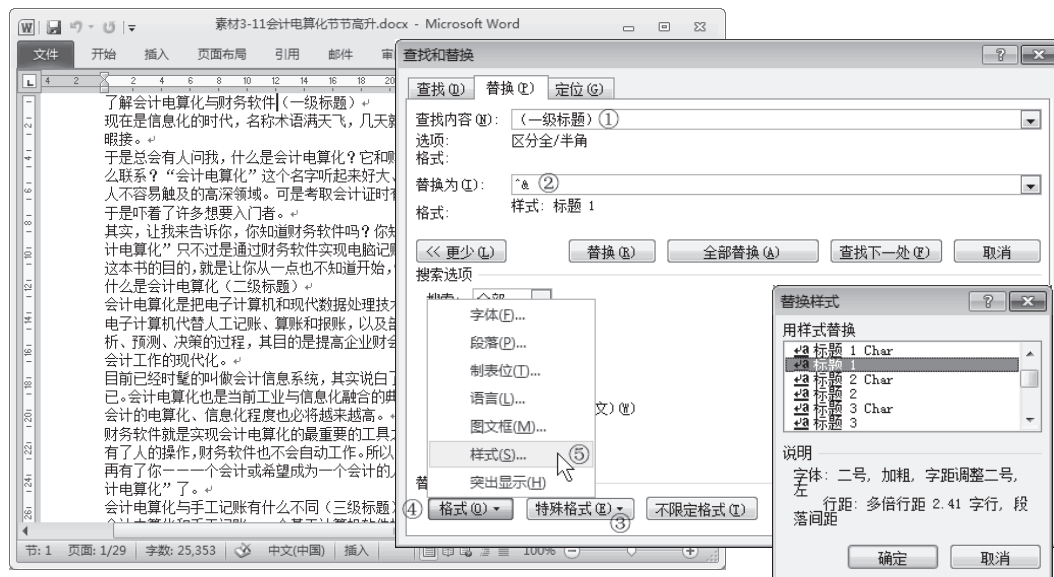 素材3-11会计电算化节节高升.docx - Microsoft Word
文件 开始 插入 页面布局 引用 邮件 审
4 2 2 4 6 8 10 12 14 16 18 20
了解会计电算化与财务软件（一级标题）
现在是信息化的时代，名称术语满天飞，几天
暇接。
于是总会有人问我，什么是会计电算化？它和
么联系？“会计电算化”这个名字听起来好大、
人不容易触及的高深领域。可是考取会计证时
于是吓着了许多想要入门者。
其实，让我来告诉你，你知道财务软件吗？你
计电算化”只不过是通过财务软件实现电脑记
这本书的目的，就是让你从一点也不知道开始，
什么是会计电算化（二级标题）
会计电算化是把电子计算机和现代数据处理技
电子计算机代替人工记账、算账和报账，以及
析、预测、决策的过程，其目的是提高企业财会
会计工作的现代化。
目前已经时髦的叫做会计信息系统，其实说白了
已。会计电算化也是当前工业与信息化融合的典
会计的电算化、信息化程度也必将越来越高。
财务软件就是实现会计电算化的最重要的工具
有了人的操作，财务软件也不会自动工作。所以
再有了你———一个会计或希望成为一个会计的人
计电算化”了。
会计电算化与手工记账有什么不同（三级标题）
节: 1 页面: 1/29 字数: 25,353 中文(中国) 插入 100%
查找和替换
查找(D) 替换(P) 定位(G)
查找内容(N): （一级标题）①
选项: 区分全/半角
格式:
替换为(I): ^& ②
格式: 样式: 标题 1
<< 更少(L) 替换(R) 全部替换(A) 查找下一处(F) 取消
搜索选项
搜索: 全部
字体(F)...
段落(P)...
制表位(T)...
语言(L)...
文)(W)
图文框(M)...
样式(S)... ⑤
突出显示(H)
替
④ 格式(O) 特殊格式(E) 不限定格式(T)
③
替换样式
用样式替换
标题 1 Char
标题 1
标题 2 Char
标题 2
标题 3 Char
标题 3
说明
字体: 二号, 加粗, 字距调整二号,
左
行距: 多倍行距 2.41 字行, 段
落间距
确定 取消